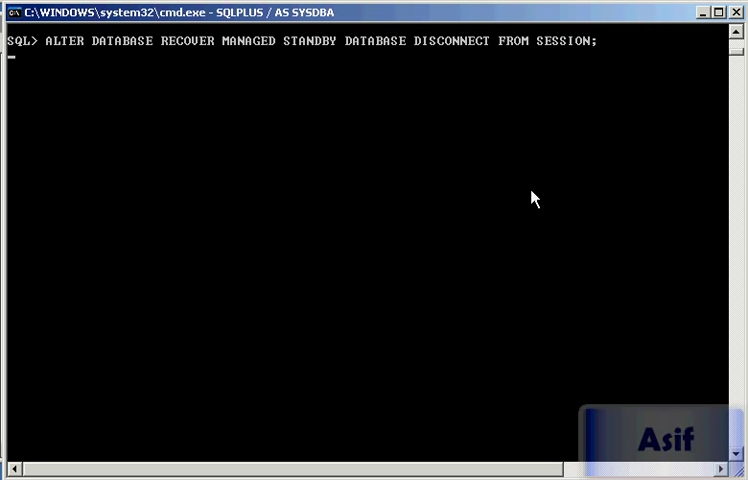 C:\WINDOWS\system32\cmd.exe - SQLPLUS / AS SYSDBA
SQL> ALTER DATABASE RECOVER MANAGED STANDBY DATABASE DISCONNECT FROM SESSION;
Asif